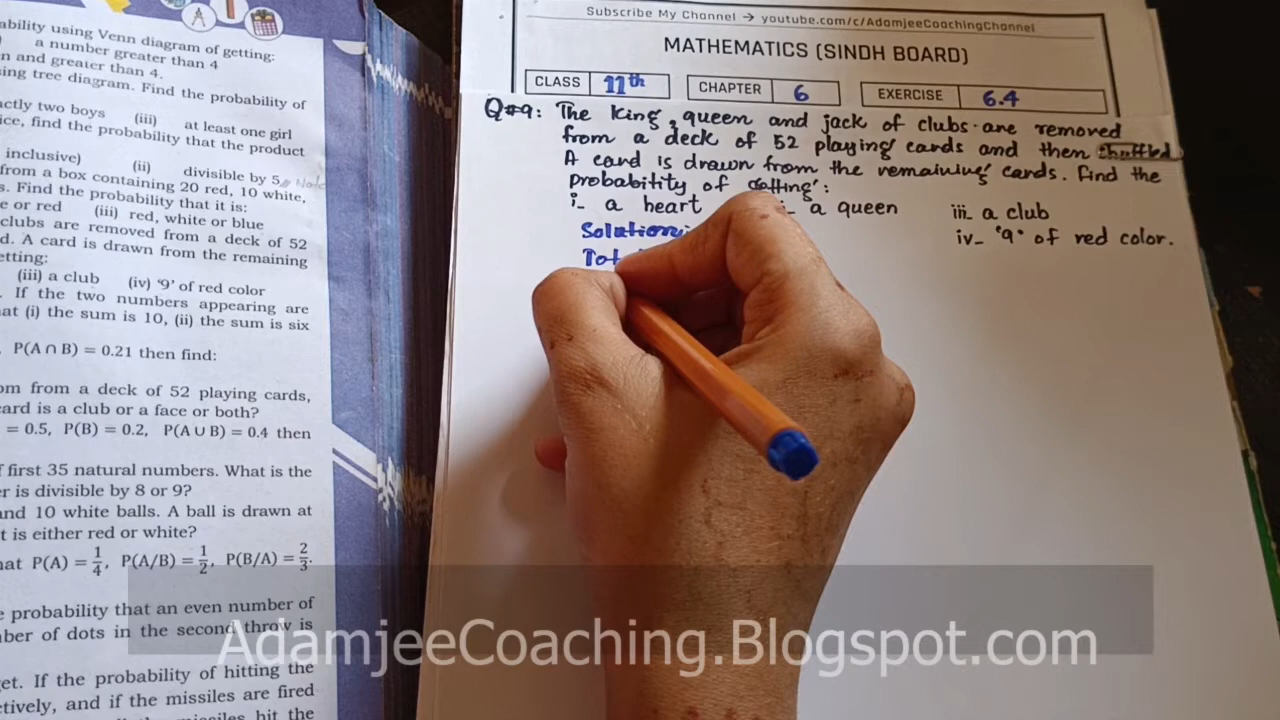 ability using Venn diagram of getting:
a number greater than 4
n and greater than 4.
ing tree diagram. Find the probability of
actly two boys (iii) at least one girl
ice, find the probability that the product
inclusive) (ii) divisible by 5
from a box containing 20 red, 10 white,
s. Find the probability that it is:
e or red (iii) red, white or blue
clubs are removed from a deck of 52
d. A card is drawn from the remaining
etting:
(iii) a club (iv) '9' of red color
. If the two numbers appearing are
at (i) the sum is 10, (ii) the sum is six
P(A ∩ B) = 0.21 then find:
om from a deck of 52 playing cards,
card is a club or a face or both?
= 0.5, P(B) = 0.2, P(A ∪ B) = 0.4 then
f first 35 natural numbers. What is the
er is divisible by 8 or 9?
and 10 white balls. A ball is drawn at
t is either red or white?
nat P(A) = 1/4, P(A/B) = 1/2, P(B/A) = 2/3.
e probability that an even number of
nber of dots in the second throw is
get. If the probability of hitting the
ctively, and if the missiles are fired
missiles hit the
Subscribe My Channel → youtube.com/c/AdamjeeCoachingChannel
MATHEMATICS (SINDH BOARD)
CLASS 11th CHAPTER 6 EXERCISE 6.4
Q#9: The king, queen and jack of clubs are removed
from a deck of 52 playing cards and then shuffled.
A card is drawn from the remaining cards. Find the
probability of getting:
i- a heart a queen iii- a club
iv- '9' of red color.
Solution:
Tot
AdamjeeCoaching.Blogspot.com